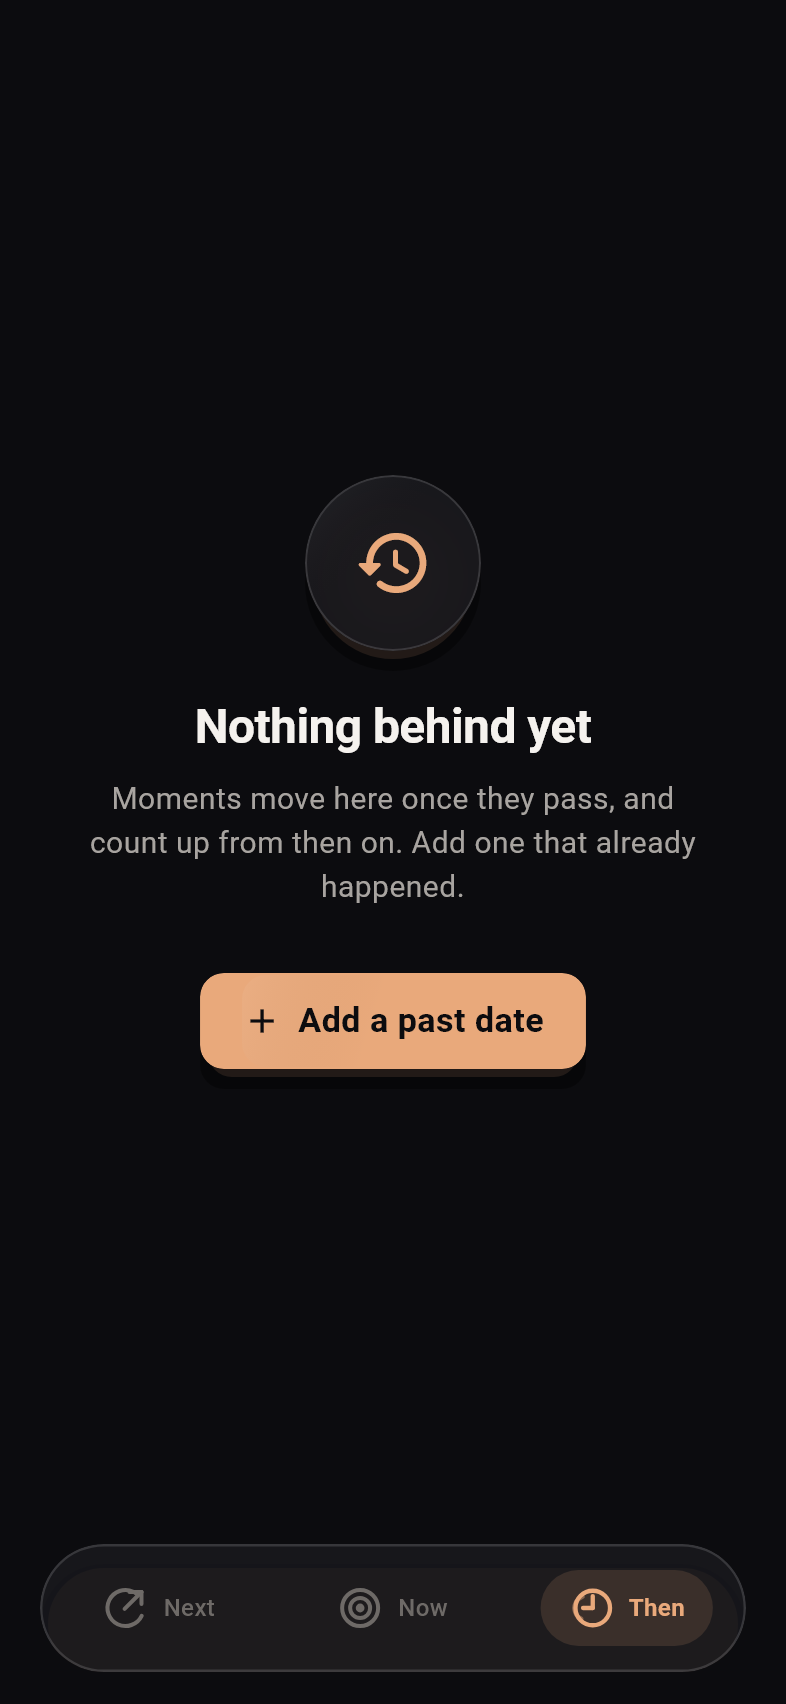 Nothing behind yet
Moments move here once they pass, and
count up from then on. Add one that already
happened.
Add a past date
Next
Now
Then